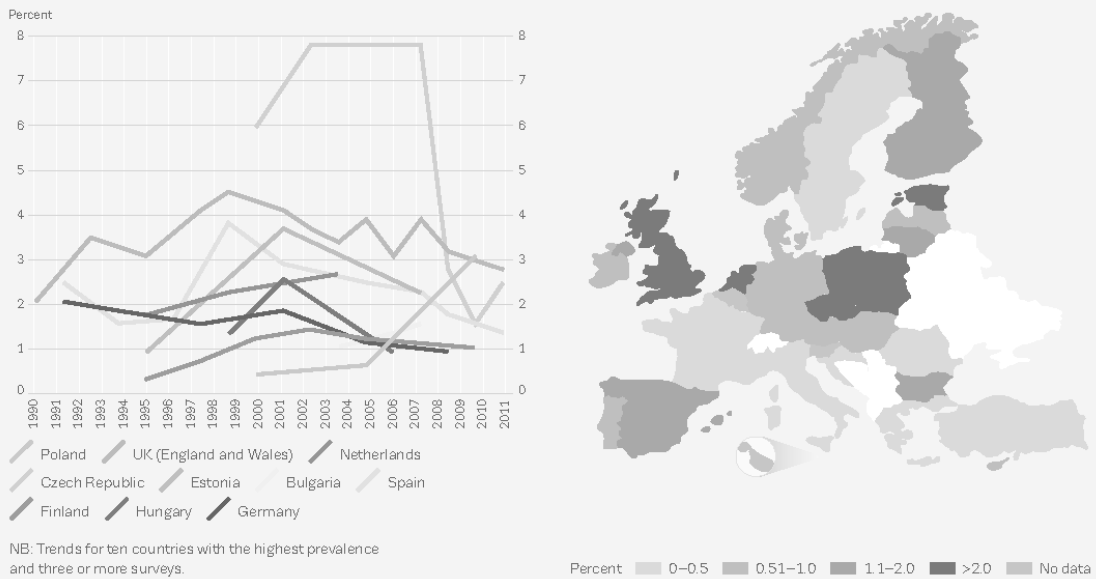 Percent
8 8
7 7
6 6
5 5
4 4
3 3
2 2
1 1
0 0
1990 1991 1992 1993 1994 1995 1996 1997 1998 1999 2000 2001 2002 2003 2004 2005 2006 2007 2008 2009 2010 2011
Poland UK (England and Wales) Netherlands
Czech Republic Estonia Bulgaria Spain
Finland Hungary Germany
NB: Trends for ten countries with the highest prevalence
and three or more surveys.
Percent 0–0.5 0.51–1.0 1.1–2.0 >2.0 No data